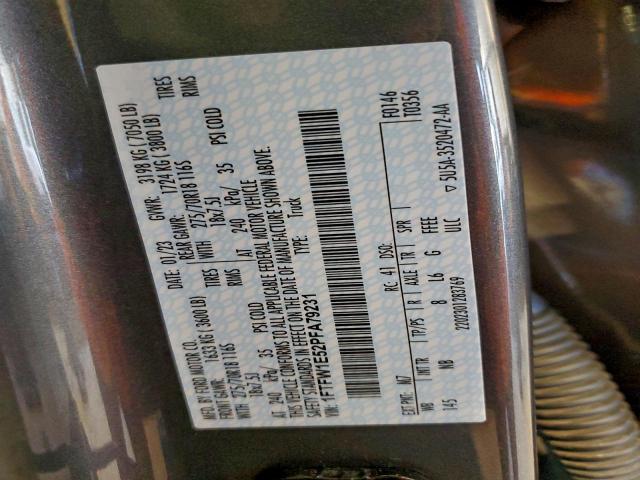 MFD. BY FORD MOTOR CO.
DATE: 01/23 GVWR: 3198 KG ( 7050 LB)
FRONT GAWR: 1633 KG ( 3600 LB) REAR GAWR: 1724 KG ( 3800 LB)
WITH 275/70R18 116S TIRES WITH 275/70R18 116S TIRES
18x7.5J RIMS 18x7.5J RIMS
AT 240 kPa/ 35 PSI COLD AT 240 kPa/ 35 PSI COLD
THIS VEHICLE CONFORMS TO ALL APPLICABLE FEDERAL MOTOR VEHICLE
SAFETY STANDARDS IN EFFECT ON THE DATE OF MANUFACTURE SHOWN ABOVE.
VIN: 1FTFW1E52PFA79231 TYPE: Truck
F0146
T0356
EXT PNT: M7 RC: 41 DSO:
WB INT TR TP/PS R AXLE TR SPR
145 NB 8 L6 G FFEE
2202301283769 ULC
▽ 5U5A-3520472-AA